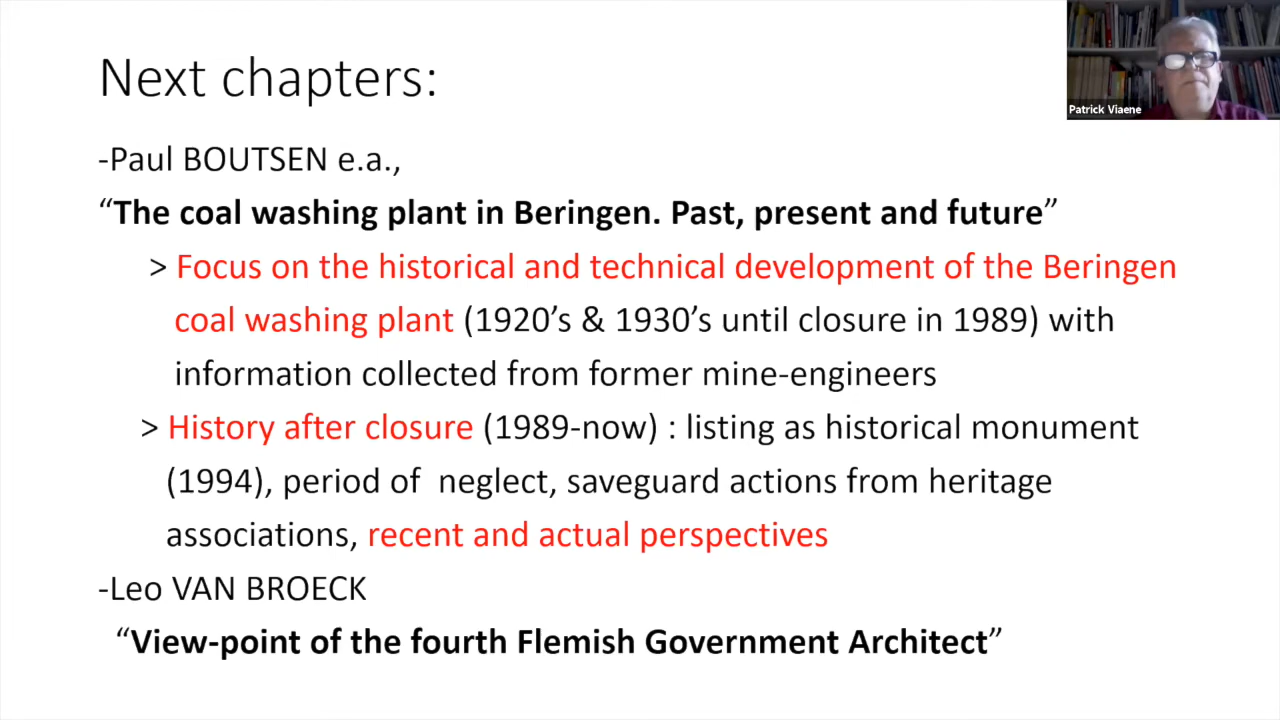 Next chapters:
Patrick Viaene
-Paul BOUTSEN e.a.,
“The coal washing plant in Beringen. Past, present and future”
> Focus on the historical and technical development of the Beringen
coal washing plant (1920’s & 1930’s until closure in 1989) with
information collected from former mine-engineers
> History after closure (1989-now) : listing as historical monument
(1994), period of  neglect, saveguard actions from heritage
associations, recent and actual perspectives
-Leo VAN BROECK
“View-point of the fourth Flemish Government Architect”